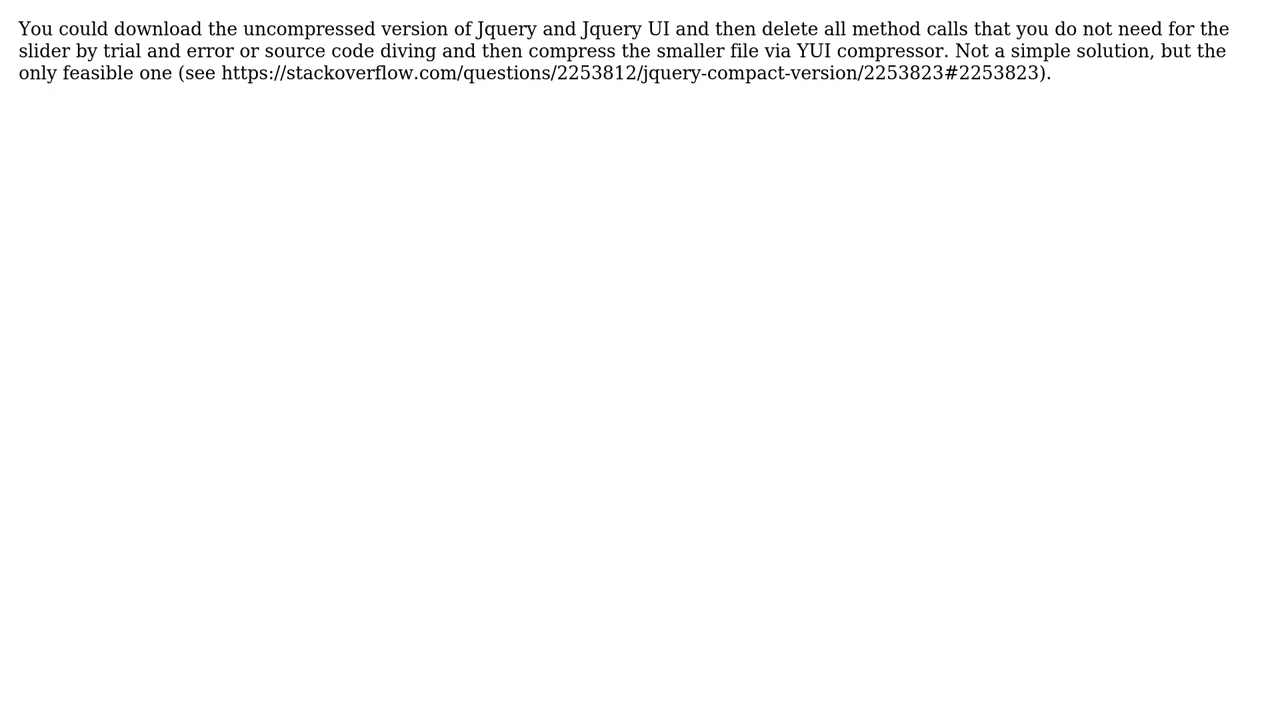 You could download the uncompressed version of Jquery and Jquery UI and then delete all method calls that you do not need for the
slider by trial and error or source code diving and then compress the smaller file via YUI compressor. Not a simple solution, but the
only feasible one (see https://stackoverflow.com/questions/2253812/jquery-compact-version/2253823#2253823).